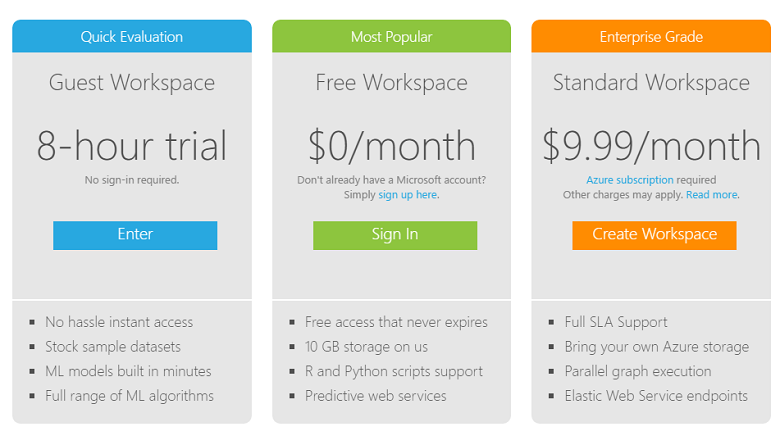 Quick Evaluation
Guest Workspace
8-hour trial
No sign-in required.
Enter
No hassle instant access
Stock sample datasets
ML models built in minutes
Full range of ML algorithms
Most Popular
Free Workspace
$0/month
Don't already have a Microsoft account?
Simply sign up here.
Sign In
Free access that never expires
10 GB storage on us
R and Python scripts support
Predictive web services
Enterprise Grade
Standard Workspace
$9.99/month
Azure subscription required
Other charges may apply. Read more.
Create Workspace
Full SLA Support
Bring your own Azure storage
Parallel graph execution
Elastic Web Service endpoints